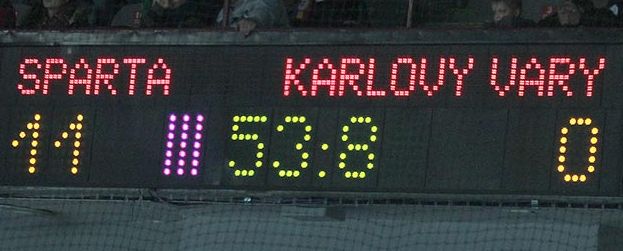 SPARTA KARLOVY VARY
11 III 53:8 0